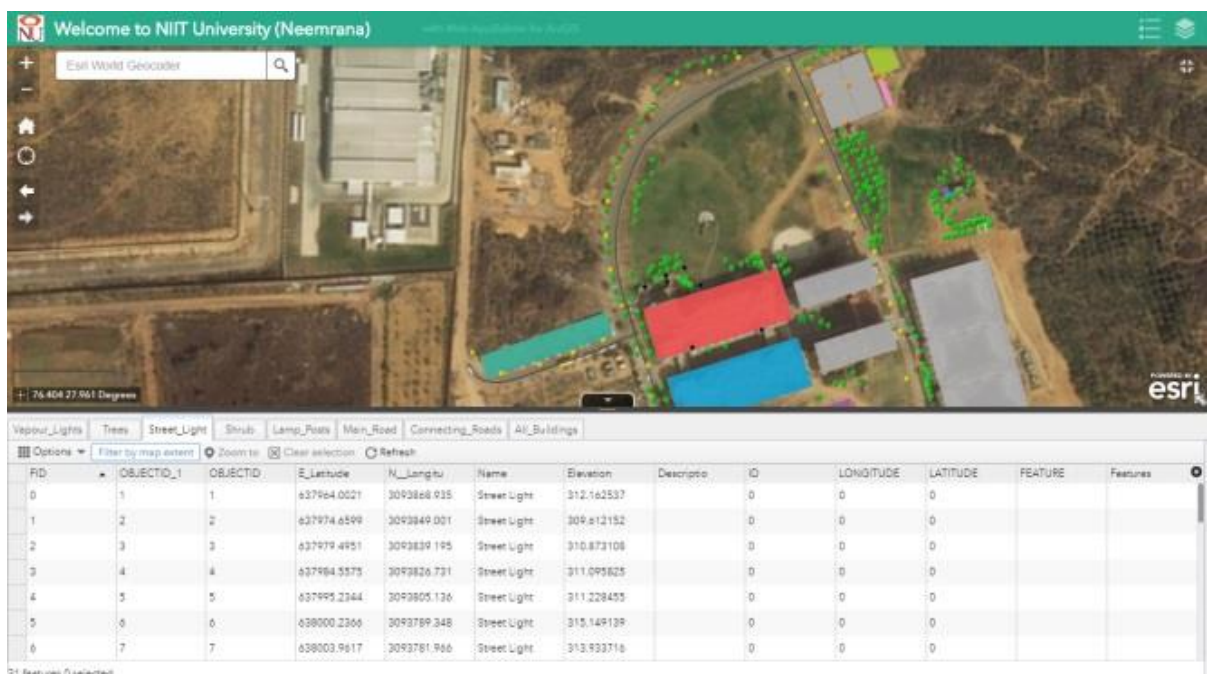 Welcome to NIIT University (Neemrana)
Esri World Geocoder
76.404 27.961 Degrees
POWERED BY
esri
Vapour_Lights Trees Street_Light Shrub Lamp_Posts Main_Road Connecting_Roads All_Buildings
Options Filter by map extent Zoom to Clear selection Refresh
FID OBJECTID_1 OBJECTID E_Latitude N__Longitu Name Elevation Descriptio ID LONGITUDE LATITUDE FEATURE Features
0 1 1 637964.0021 3093868.935 Street Light 312.162537 0 0 0
1 2 2 637974.6599 3093849.001 Street Light 309.612152 0 0 0
2 3 3 637979.4951 3093839.195 Street Light 310.873108 0 0 0
3 4 4 637984.5575 3093826.731 Street Light 311.095825 0 0 0
4 5 5 637995.2344 3093805.136 Street Light 311.228455 0 0 0
5 6 6 638000.2366 3093789.348 Street Light 315.149139 0 0 0
6 7 7 638003.9617 3093781.966 Street Light 313.933716 0 0 0
features 0 selected